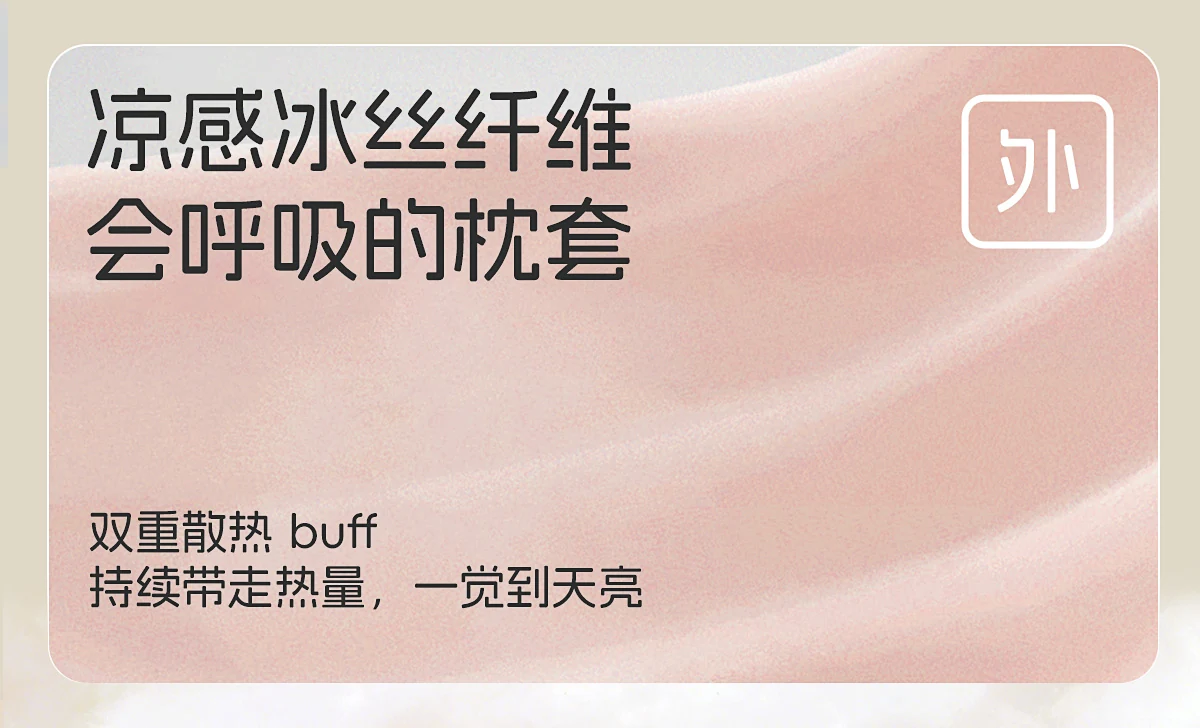 凉感冰丝纤维
会呼吸的枕套
外
双重散热 buff
持续带走热量，一觉到天亮